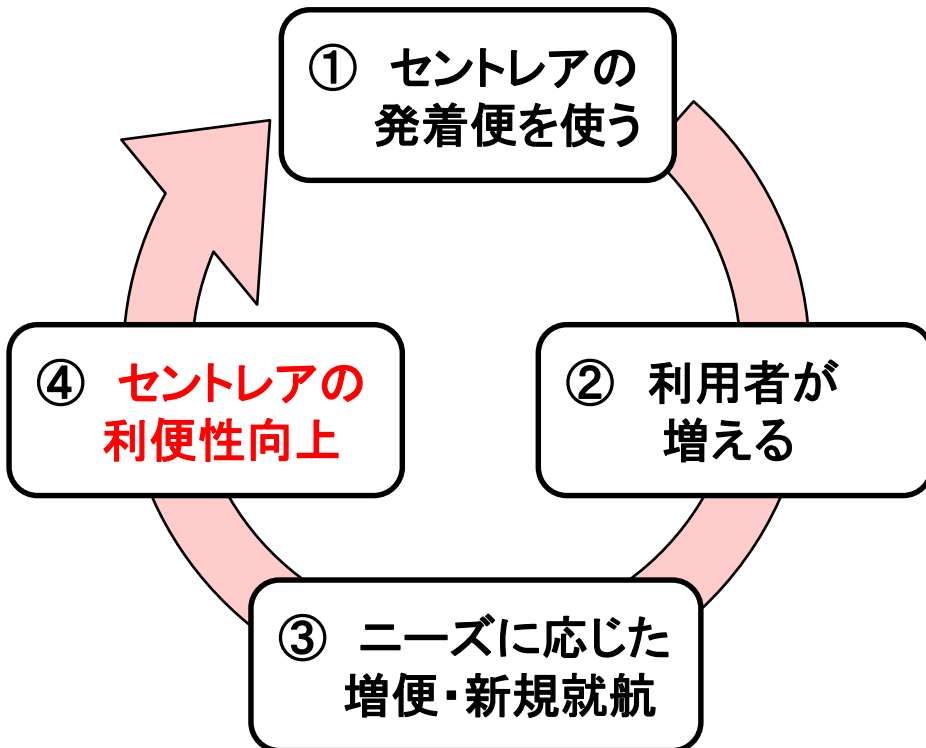 ① セントレアの
発着便を使う
② 利用者が
増える
③ ニーズに応じた
増便・新規就航
④ セントレアの
利便性向上